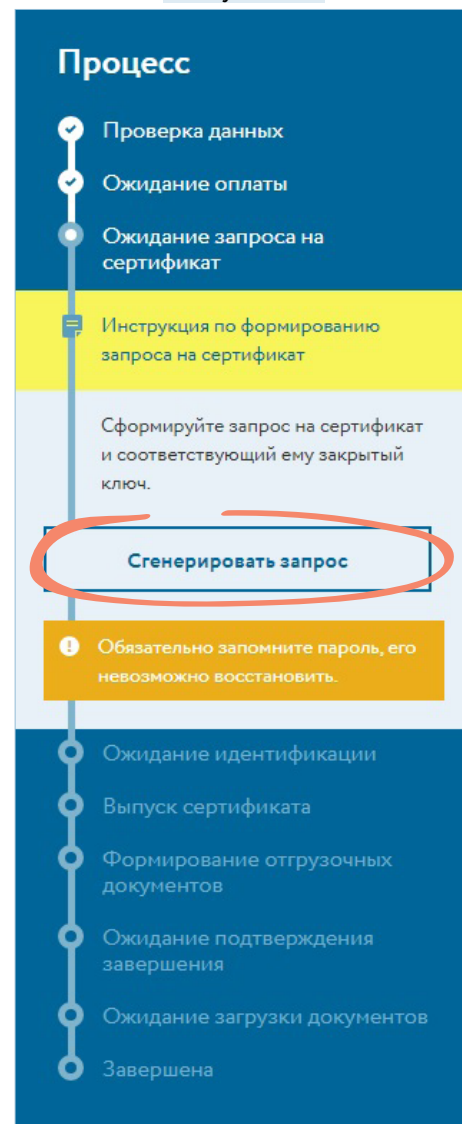 Процесс
Проверка данных
Ожидание оплаты
Ожидание запроса на
сертификат
Инструкция по формированию
запроса на сертификат
Сформируйте запрос на сертификат
и соответствующий ему закрытый
ключ.
Сгенерировать запрос
Обязательно запомните пароль, его
невозможно восстановить.
Ожидание идентификации
Выпуск сертификата
Формирование отгрузочных
документов
Ожидание подтверждения
завершения
Ожидание загрузки документов
Завершена